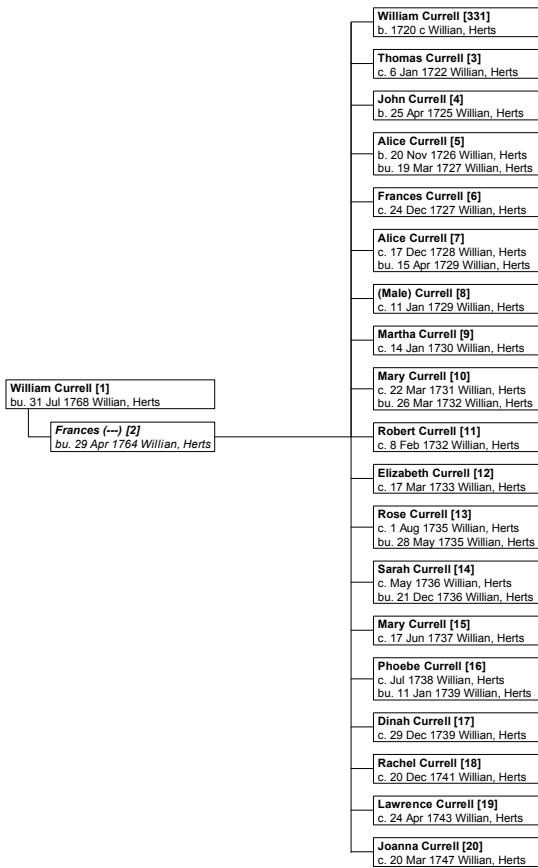 William Currell [1]
bu. 31 Jul 1768 Willian, Herts
Frances (---) [2]
bu. 29 Apr 1764 Willian, Herts
William Currell [331]
b. 1720 c Willian, Herts
Thomas Currell [3]
c. 6 Jan 1722 Willian, Herts
John Currell [4]
b. 25 Apr 1725 Willian, Herts
Alice Currell [5]
b. 20 Nov 1726 Willian, Herts
bu. 19 Mar 1727 Willian, Herts
Frances Currell [6]
c. 24 Dec 1727 Willian, Herts
Alice Currell [7]
c. 17 Dec 1728 Willian, Herts
bu. 15 Apr 1729 Willian, Herts
(Male) Currell [8]
c. 11 Jan 1729 Willian, Herts
Martha Currell [9]
c. 14 Jan 1730 Willian, Herts
Mary Currell [10]
c. 22 Mar 1731 Willian, Herts
bu. 26 Mar 1732 Willian, Herts
Robert Currell [11]
c. 8 Feb 1732 Willian, Herts
Elizabeth Currell [12]
c. 17 Mar 1733 Willian, Herts
Rose Currell [13]
c. 1 Aug 1735 Willian, Herts
bu. 28 May 1735 Willian, Herts
Sarah Currell [14]
c. May 1736 Willian, Herts
bu. 21 Dec 1736 Willian, Herts
Mary Currell [15]
c. 17 Jun 1737 Willian, Herts
Phoebe Currell [16]
c. Jul 1738 Willian, Herts
bu. 11 Jan 1739 Willian, Herts
Dinah Currell [17]
c. 29 Dec 1739 Willian, Herts
Rachel Currell [18]
c. 20 Dec 1741 Willian, Herts
Lawrence Currell [19]
c. 24 Apr 1743 Willian, Herts
Joanna Currell [20]
c. 20 Mar 1747 Willian, Herts